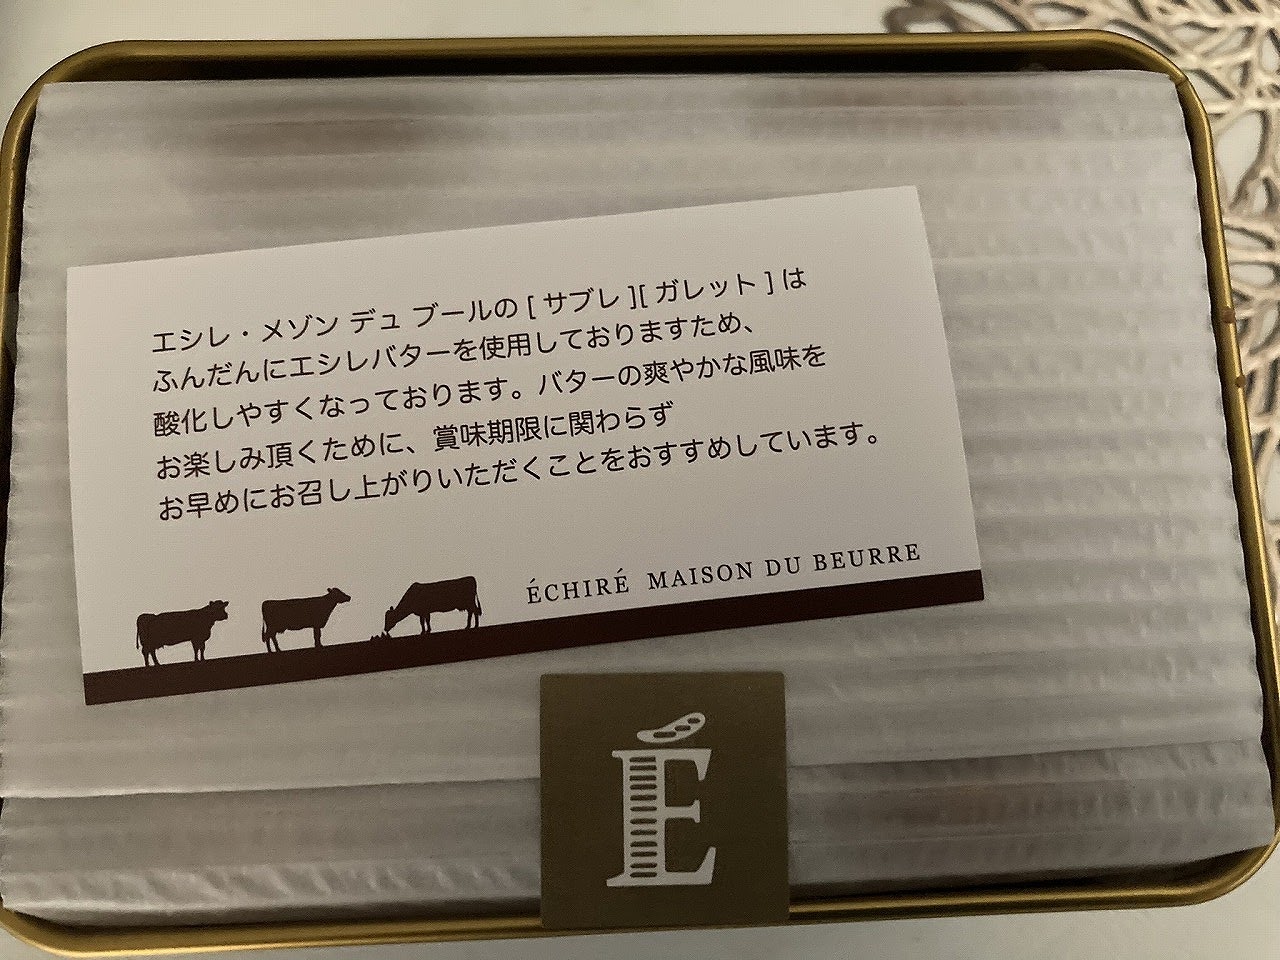 エシレ・メゾン デュ ブールの [ サブレ ][ ガレット ] は
ふんだんにエシレバターを使用しておりますため、
酸化しやすくなっております。バターの爽やかな風味を
お楽しみ頂くために、賞味期限に関わらず
お早めにお召し上がりいただくことをおすすめしています。
ÉCHIRÉ MAISON DU BEURRE
É